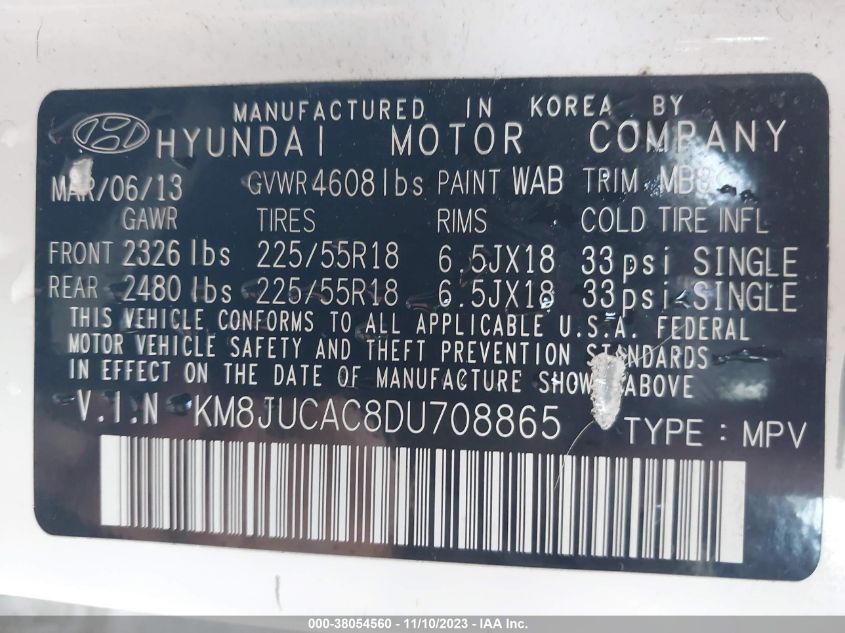 MANUFACTURED IN KOREA BY
HYUNDAI MOTOR COMPANY
MAR/06/13 GVWR 4608lbs PAINT WAB TRIM
GAWR TIRES RIMS COLD TIRE INFL
FRONT 2326 lbs 225/55R18 6.5JX18 33psi SINGLE
REAR 2480 lbs 225/55R18 6.5JX18 33psi SINGLE
THIS VEHICLE CONFORMS TO ALL APPLICABLE U.S.A. FEDERAL
MOTOR VEHICLE SAFETY AND THEFT PREVENTION STANDARDS
IN EFFECT ON THE DATE OF MANUFACTURE SHOWN ABOVE
V.I.N KM8JUCAC8DU708865 TYPE : MPV
000-38054560 - 11/10/2023 - IAA Inc.